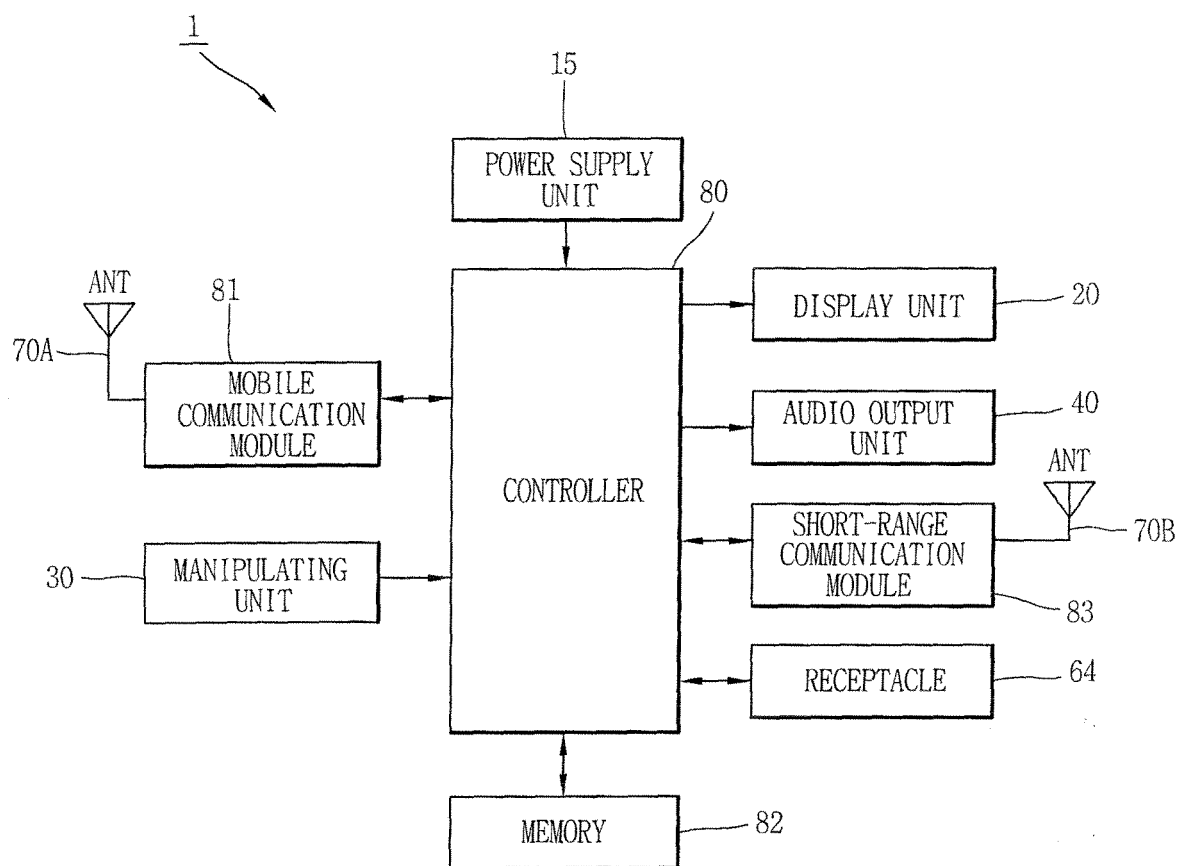 1
15
POWER SUPPLY
UNIT
80
ANT
70A
81
MOBILE
COMMUNICATION
MODULE
DISPLAY UNIT
20
AUDIO OUTPUT
UNIT
40
CONTROLLER
ANT
70B
SHORT-RANGE
COMMUNICATION
MODULE
83
30
MANIPULATING
UNIT
RECEPTACLE
64
MEMORY
82